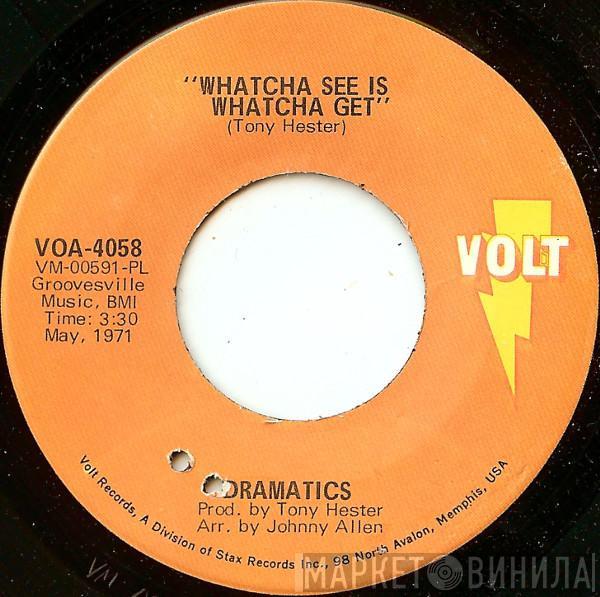 "WHATCHA SEE IS
WHATCHA GET"
(Tony Hester)
VOA-4058
VM-00591-PL
Groovesville
Music, BMI
Time: 3:30
May, 1971
VOLT
DRAMATICS
Prod. by Tony Hester
Arr. by Johnny Allen
Volt Records, A Division of Stax Records Inc., 98 North Avalon, Memphis, USA
МАРКЕТ ВИНИЛА